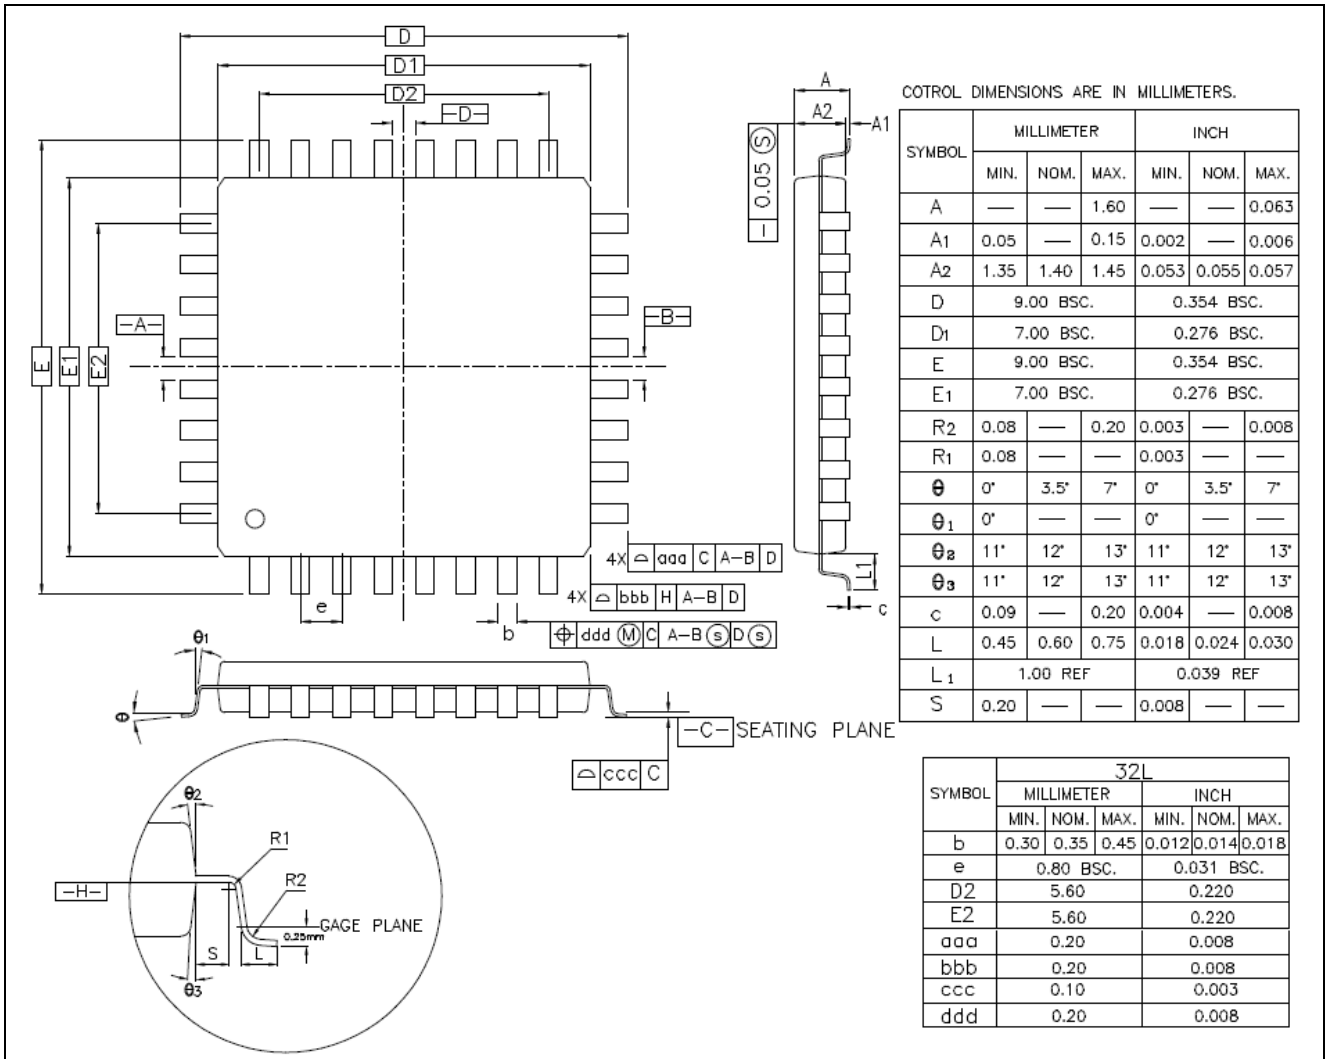 D
D1
D2
-D-
E
E1
E2
-A-
-B-
e
b
4X ⌓ aaa C A-B D
4X ⌓ bbb H A-B D
⌖ ddd Ⓜ C A-B Ⓢ D Ⓢ
A
A2
A1
— 0.05 Ⓢ
L1
c
θ1
θ
-C- SEATING PLANE
⌓ ccc C
θ2
R1
R2
-H-
GAGE PLANE
0.25mm
S
L
θ3
COTROL DIMENSIONS ARE IN MILLIMETERS.
SYMBOL MILLIMETER INCH
MIN. NOM. MAX. MIN. NOM. MAX.
A — — 1.60 — — 0.063
A1 0.05 — 0.15 0.002 — 0.006
A2 1.35 1.40 1.45 0.053 0.055 0.057
D 9.00 BSC. 0.354 BSC.
D1 7.00 BSC. 0.276 BSC.
E 9.00 BSC. 0.354 BSC.
E1 7.00 BSC. 0.276 BSC.
R2 0.08 — 0.20 0.003 — 0.008
R1 0.08 — — 0.003 — —
θ 0° 3.5° 7° 0° 3.5° 7°
θ1 0° — — 0° — —
θ2 11° 12° 13° 11° 12° 13°
θ3 11° 12° 13° 11° 12° 13°
c 0.09 — 0.20 0.004 — 0.008
L 0.45 0.60 0.75 0.018 0.024 0.030
L1 1.00 REF 0.039 REF
S 0.20 — — 0.008 — —
SYMBOL 32L
MILLIMETER INCH
MIN. NOM. MAX. MIN. NOM. MAX.
b 0.30 0.35 0.45 0.012 0.014 0.018
e 0.80 BSC. 0.031 BSC.
D2 5.60 0.220
E2 5.60 0.220
aaa 0.20 0.008
bbb 0.20 0.008
ccc 0.10 0.003
ddd 0.20 0.008